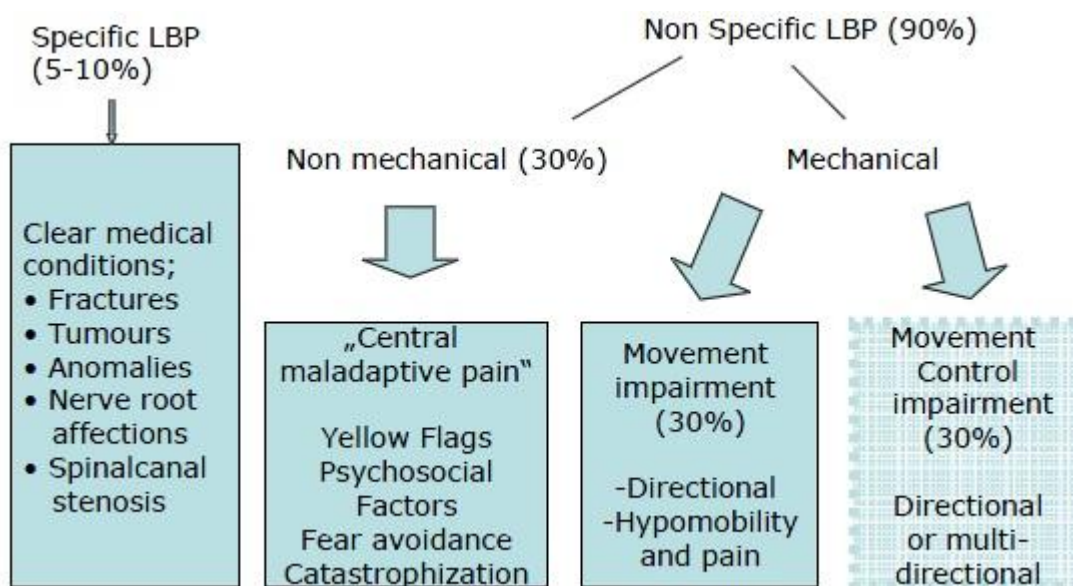 Specific LBP
(5-10%)
Non Specific LBP (90%)
Non mechanical (30%)
Mechanical
Clear medical
conditions;
• Fractures
• Tumours
• Anomalies
• Nerve root
affections
• Spinalcanal
stenosis
„Central
maladaptive pain“
Yellow Flags
Psychosocial
Factors
Fear avoidance
Catastrophization
Movement
impairment
(30%)
-Directional
-Hypomobility
and pain
Movement
Control
impairment
(30%)
Directional
or multi-
directional